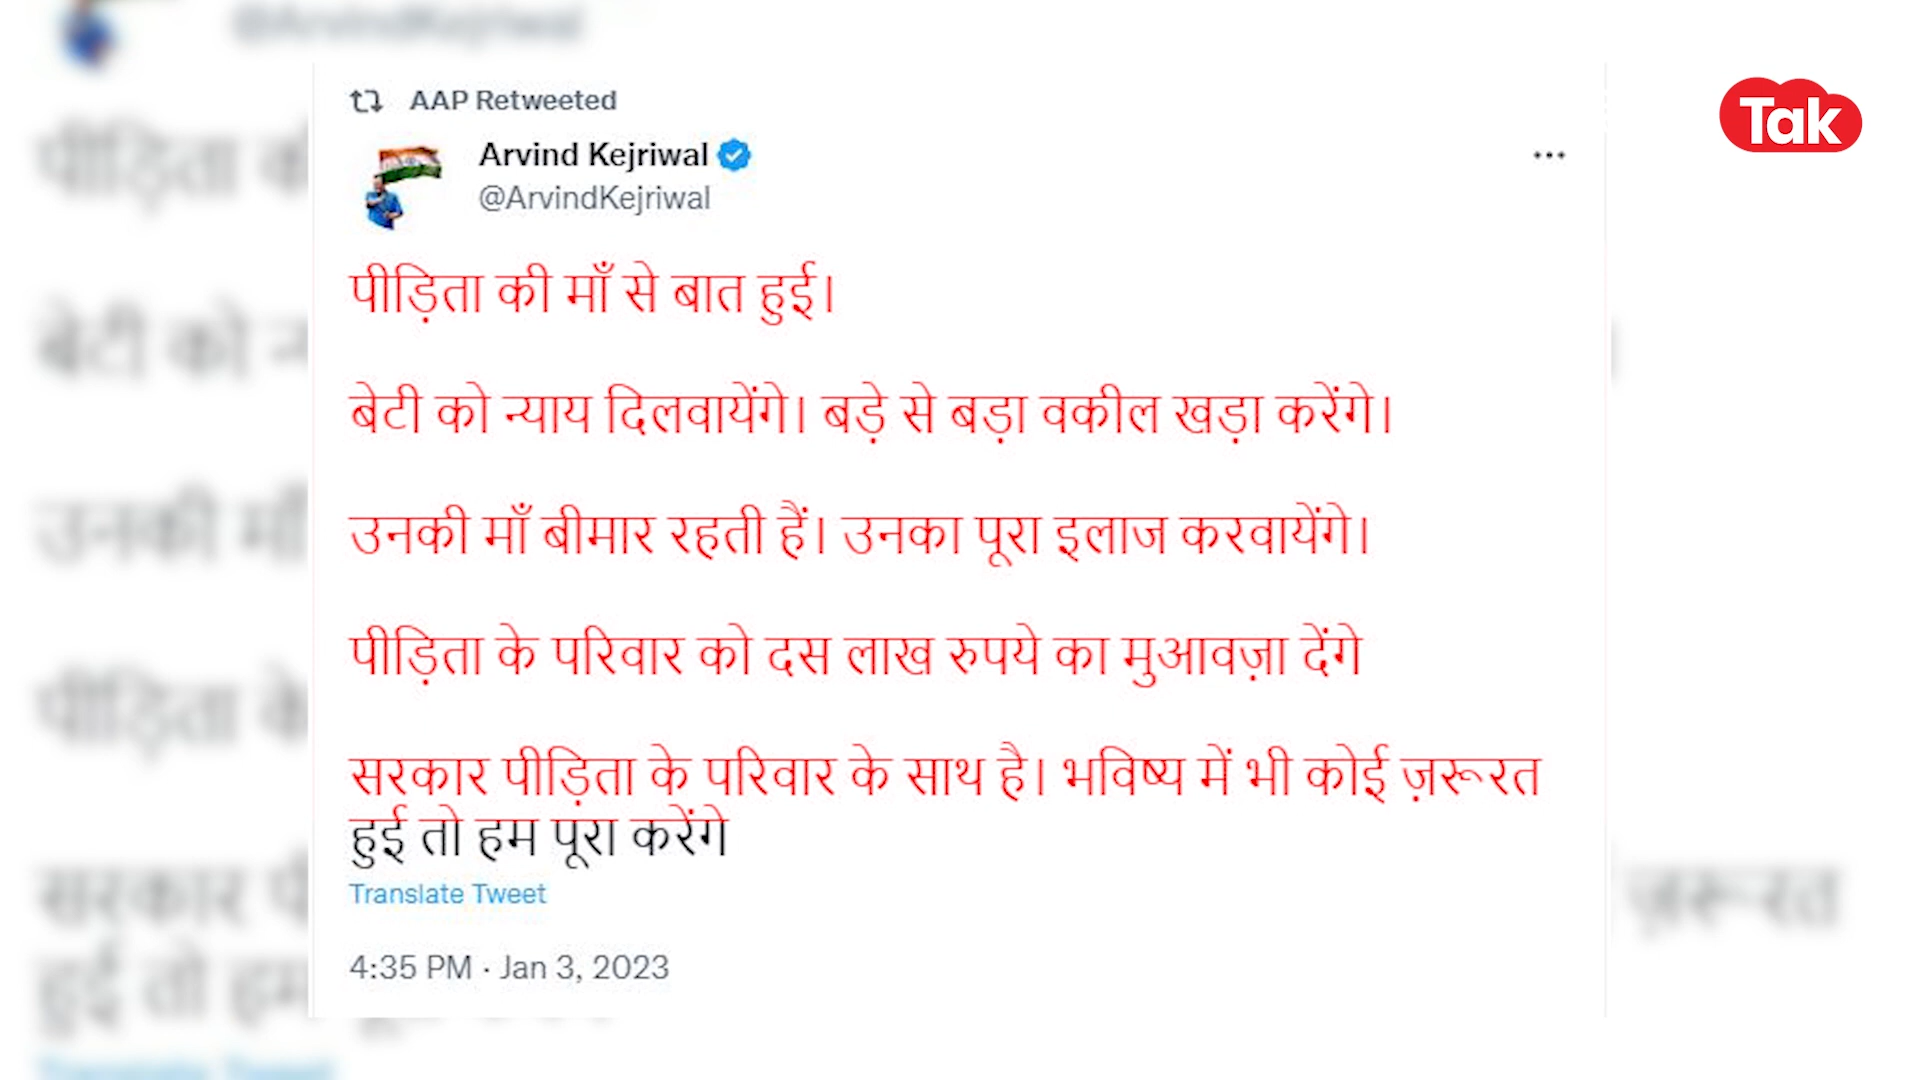 @ArvindKejriwal
AAP Retweeted
Arvind Kejriwal
@ArvindKejriwal
Tak
पीड़िता की माँ से बात हुई।
बेटी को न्याय दिलवायेंगे। बड़े से बड़ा वकील खड़ा करेंगे।
उनकी माँ बीमार रहती हैं। उनका पूरा इलाज करवायेंगे।
पीड़िता के परिवार को दस लाख रुपये का मुआवज़ा देंगे
सरकार पीड़िता के परिवार के साथ है। भविष्य में भी कोई ज़रूरत
हुई तो हम पूरा करेंगे
Translate Tweet
4:35 PM · Jan 3, 2023